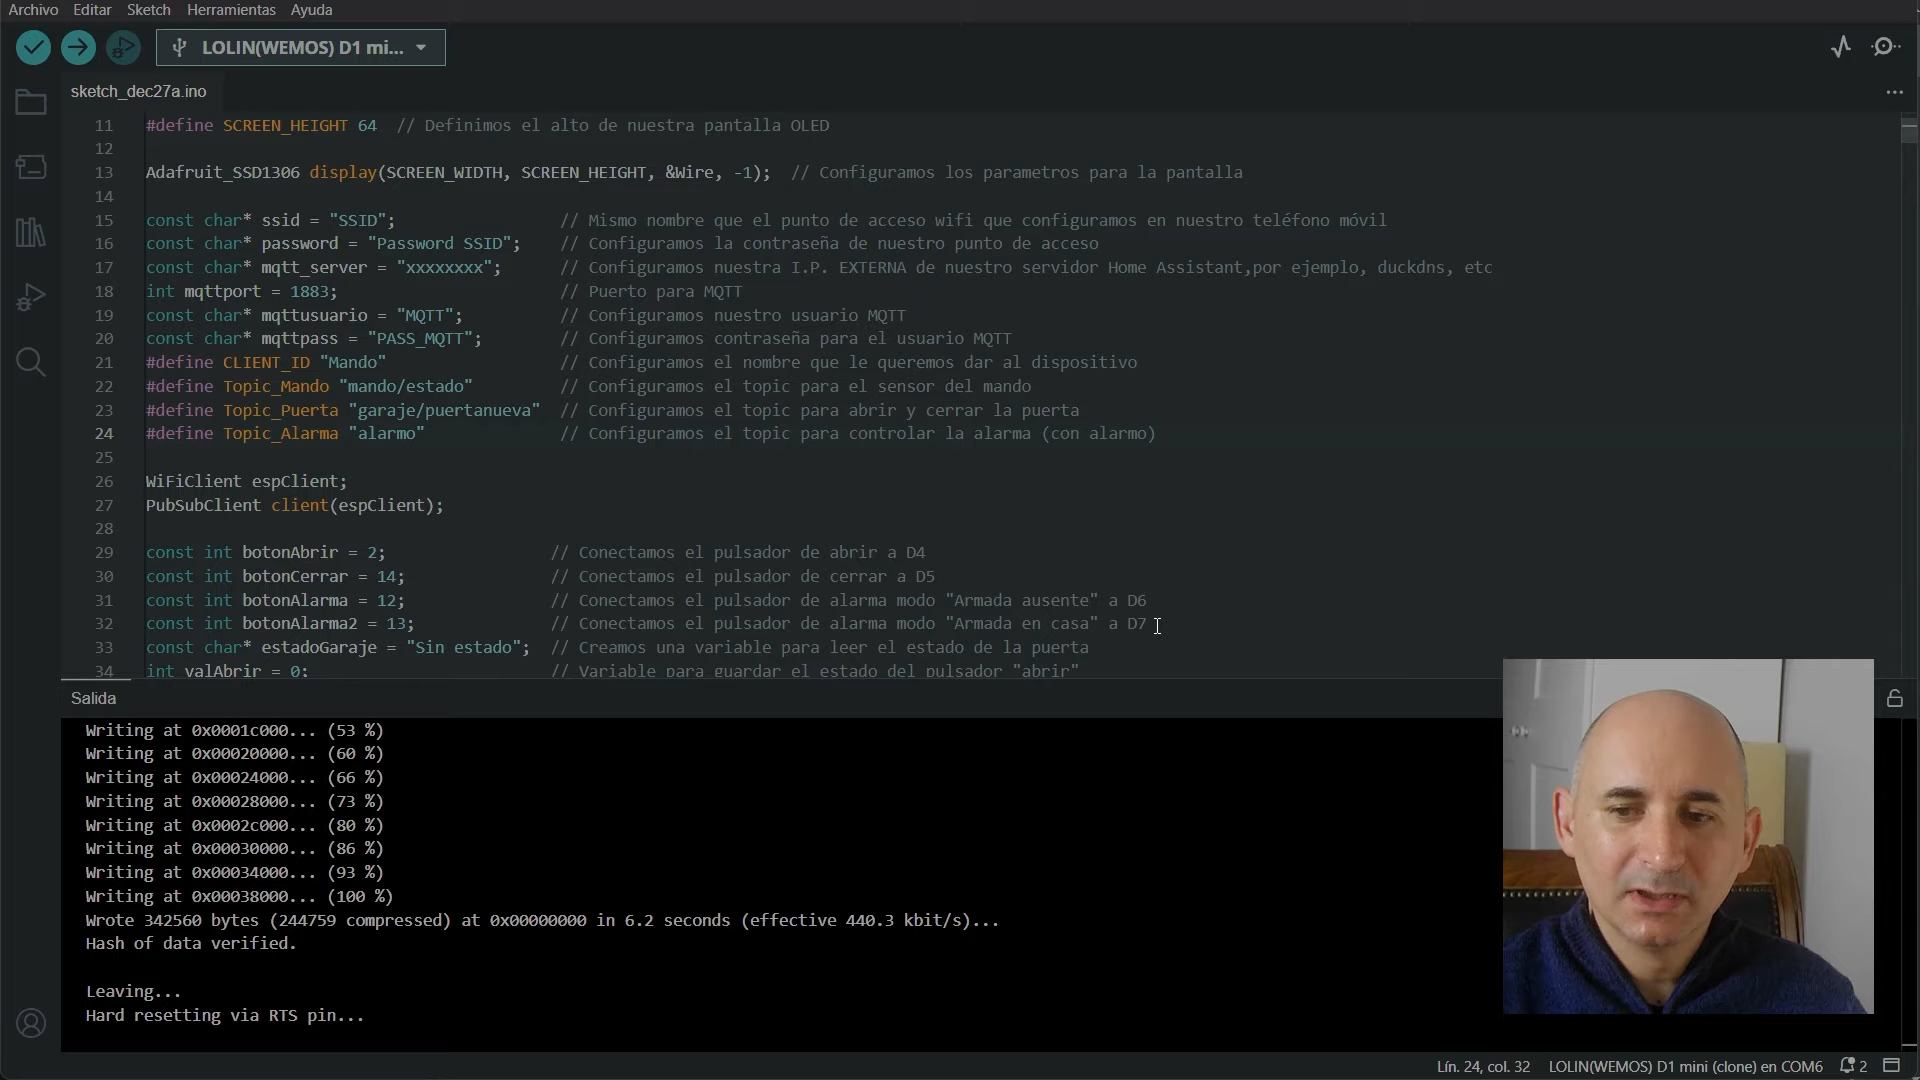 Archivo Editar Sketch Herramientas Ayuda
LOLIN(WEMOS) D1 mi...
sketch_dec27a.ino
11 #define SCREEN_HEIGHT 64 // Definimos el alto de nuestra pantalla OLED
12
13 Adafruit_SSD1306 display(SCREEN_WIDTH, SCREEN_HEIGHT, &Wire, -1); // Configuramos los parametros para la pantalla
14
15 const char* ssid = "SSID"; // Mismo nombre que el punto de acceso wifi que configuramos en nuestro teléfono móvil
16 const char* password = "Password SSID"; // Configuramos la contraseña de nuestro punto de acceso
17 const char* mqtt_server = "xxxxxxxx"; // Configuramos nuestra I.P. EXTERNA de nuestro servidor Home Assistant,por ejemplo, duckdns, etc
18 int mqttport = 1883; // Puerto para MQTT
19 const char* mqttusuario = "MQTT"; // Configuramos nuestro usuario MQTT
20 const char* mqttpass = "PASS_MQTT"; // Configuramos contraseña para el usuario MQTT
21 #define CLIENT_ID "Mando" // Configuramos el nombre que le queremos dar al dispositivo
22 #define Topic_Mando "mando/estado" // Configuramos el topic para el sensor del mando
23 #define Topic_Puerta "garaje/puertanueva" // Configuramos el topic para abrir y cerrar la puerta
24 #define Topic_Alarma "alarmo" // Configuramos el topic para controlar la alarma (con alarmo)
25
26 WiFiClient espClient;
27 PubSubClient client(espClient);
28
29 const int botonAbrir = 2; // Conectamos el pulsador de abrir a D4
30 const int botonCerrar = 14; // Conectamos el pulsador de cerrar a D5
31 const int botonAlarma = 12; // Conectamos el pulsador de alarma modo "Armada ausente" a D6
32 const int botonAlarma2 = 13; // Conectamos el pulsador de alarma modo "Armada en casa" a D7
33 const char* estadoGaraje = "Sin estado"; // Creamos una variable para leer el estado de la puerta
34 int valAbrir = 0; // Variable para guardar el estado del pulsador "abrir"
Salida
Writing at 0x0001c000... (53 %)
Writing at 0x00020000... (60 %)
Writing at 0x00024000... (66 %)
Writing at 0x00028000... (73 %)
Writing at 0x0002c000... (80 %)
Writing at 0x00030000... (86 %)
Writing at 0x00034000... (93 %)
Writing at 0x00038000... (100 %)
Wrote 342560 bytes (244759 compressed) at 0x00000000 in 6.2 seconds (effective 440.3 kbit/s)...
Hash of data verified.
Leaving...
Hard resetting via RTS pin...
Lín. 24, col. 32 LOLIN(WEMOS) D1 mini (clone) en COM6 2